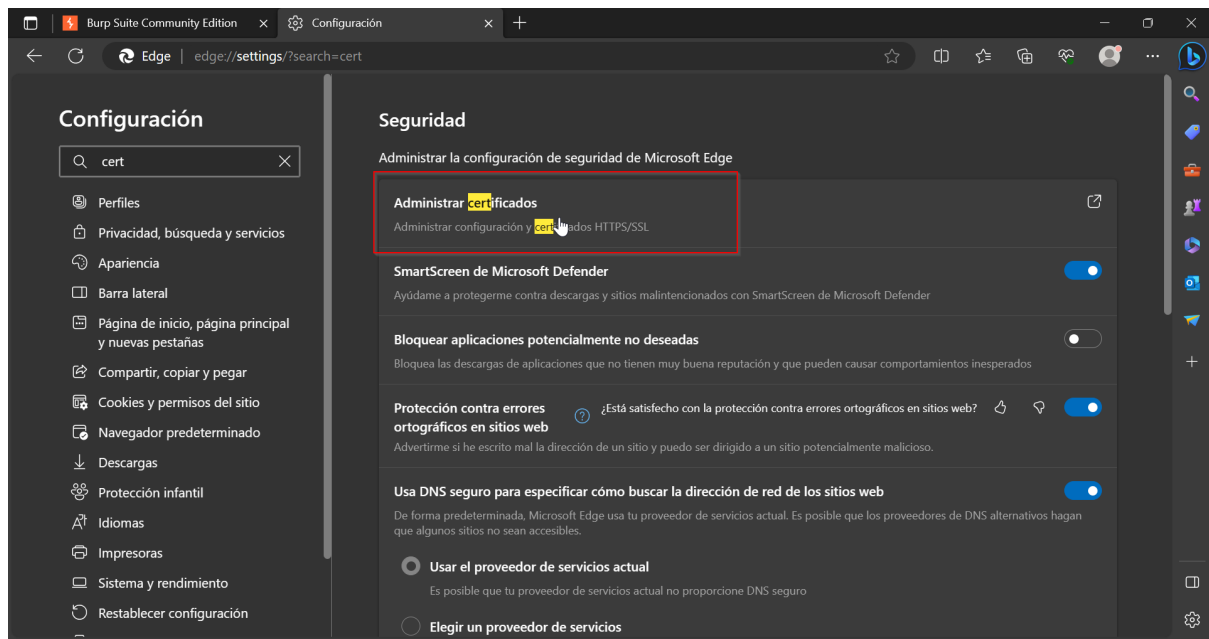 Burp Suite Community Edition
Configuración
Edge
edge://settings/?search=cert
Configuración
cert
Perfiles
Privacidad, búsqueda y servicios
Apariencia
Barra lateral
Página de inicio, página principal
y nuevas pestañas
Compartir, copiar y pegar
Cookies y permisos del sitio
Navegador predeterminado
Descargas
Protección infantil
Idiomas
Impresoras
Sistema y rendimiento
Restablecer configuración
Seguridad
Administrar la configuración de seguridad de Microsoft Edge
Administrar certificados
Administrar configuración y certificados HTTPS/SSL
SmartScreen de Microsoft Defender
Ayúdame a protegerme contra descargas y sitios malintencionados con SmartScreen de Microsoft Defender
Bloquear aplicaciones potencialmente no deseadas
Bloquea las descargas de aplicaciones que no tienen muy buena reputación y que pueden causar comportamientos inesperados
Protección contra errores
ortográficos en sitios web
¿Está satisfecho con la protección contra errores ortográficos en sitios web?
Advertirme si he escrito mal la dirección de un sitio y puedo ser dirigido a un sitio potencialmente malicioso.
Usa DNS seguro para especificar cómo buscar la dirección de red de los sitios web
De forma predeterminada, Microsoft Edge usa tu proveedor de servicios actual. Es posible que los proveedores de DNS alternativos hagan
que algunos sitios no sean accesibles.
Usar el proveedor de servicios actual
Es posible que tu proveedor de servicios actual no proporcione DNS seguro
Elegir un proveedor de servicios